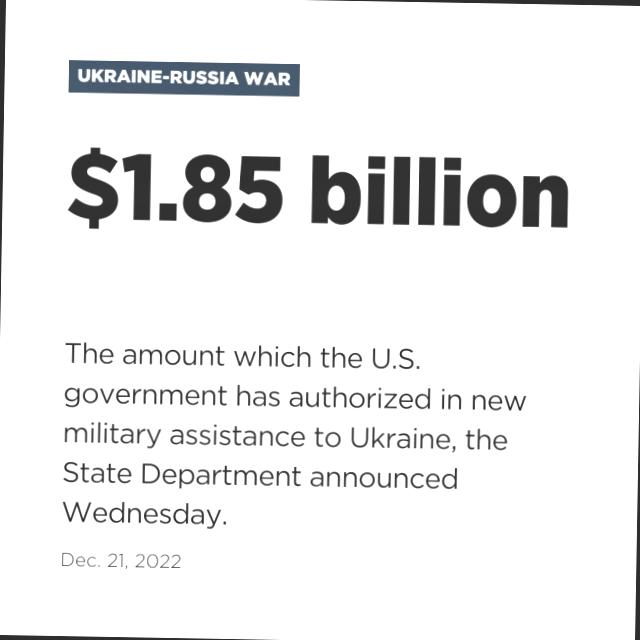 UKRAINE-RUSSIA WAR
$1.85 billion
The amount which the U.S.
government has authorized in new
military assistance to Ukraine, the
State Department announced
Wednesday.
Dec. 21, 2022